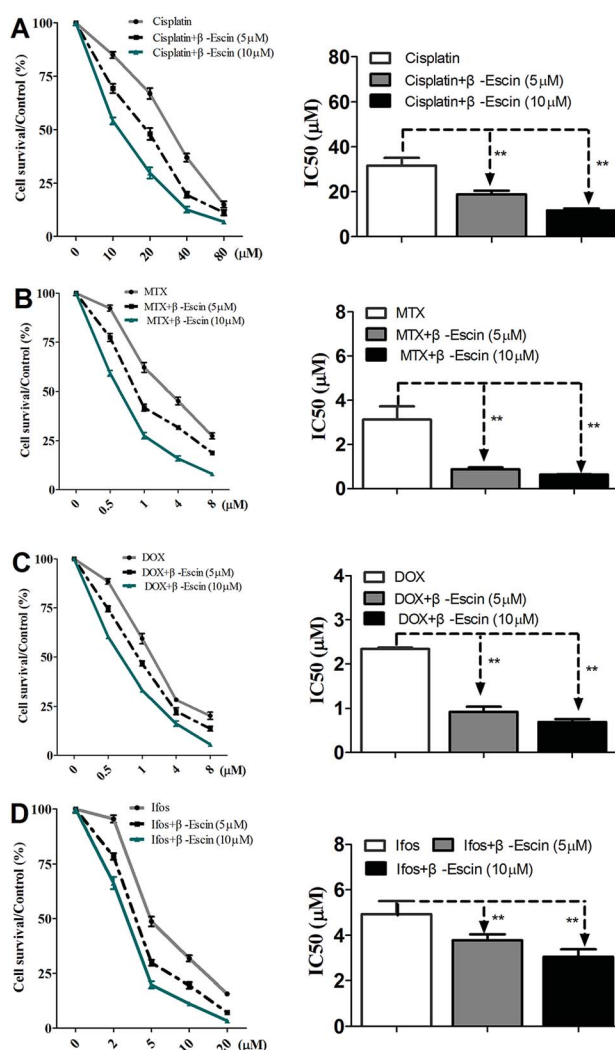 A
Cell survival/Control (%)
100
75
50
25
0
Cisplatin
Cisplatin+β -Escin (5μM)
Cisplatin+β -Escin (10μM)
0 10 20 40 80 (μM)
IC50 (μM)
80
60
40
20
0
Cisplatin
Cisplatin+β -Escin (5μM)
Cisplatin+β -Escin (10μM)
** **
B
Cell survival/Control (%)
100
75
50
25
0
MTX
MTX+β -Escin (5μM)
MTX+β -Escin (10μM)
0 0.5 1 4 8 (μM)
IC50 (μM)
8
6
4
2
0
MTX
MTX+β -Escin (5μM)
MTX+β -Escin (10μM)
** **
C
Cell survival/Control (%)
100
75
50
25
0
DOX
DOX+β -Escin (5μM)
DOX+β -Escin (10μM)
0 0.5 1 4 8 (μM)
IC50 (μM)
4
3
2
1
0
DOX
DOX+β -Escin (5μM)
DOX+β -Escin (10μM)
** **
D
Cell survival/Control (%)
100
75
50
25
0
Ifos
Ifos+β -Escin (5μM)
Ifos+β -Escin (10μM)
0 2 5 10 20 (μM)
IC50 (μM)
8
6
4
2
0
Ifos Ifos+β -Escin (5μM)
Ifos+β -Escin (10μM)
** **